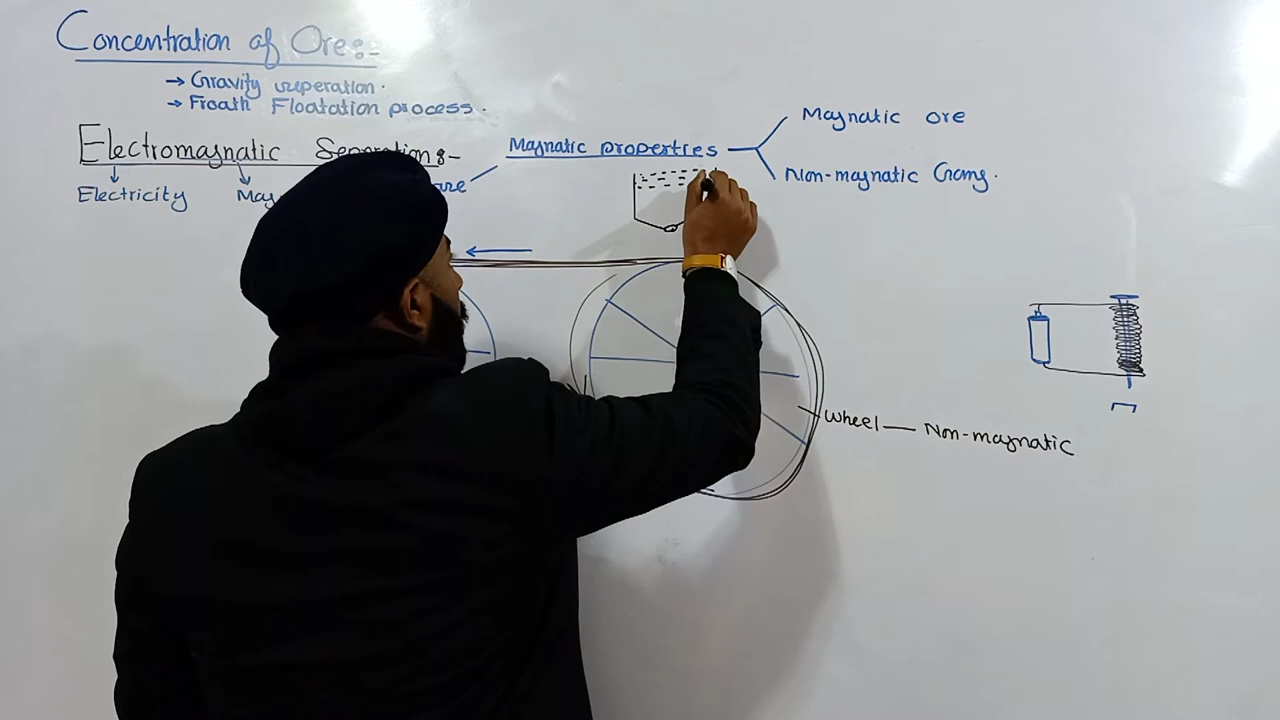 Concentration of Ore:-
→ Gravity seperation.
→ Froath Floatation process.
Electromagnatic Seperation:-
Electricity
Magnatic properties
Magnatic ore
Non-magnatic Gang.
Wheel — Non-magnatic